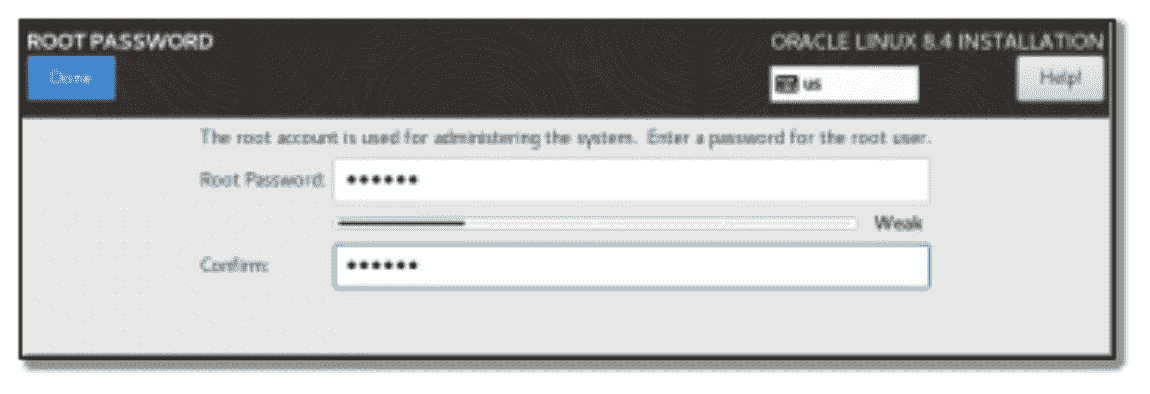 ROOT PASSWORD
ORACLE LINUX 8.4 INSTALLATION
Done
us
Help!
The root account is used for administering the system. Enter a password for the root user.
Root Password:
••••••
Weak
Confirm:
••••••